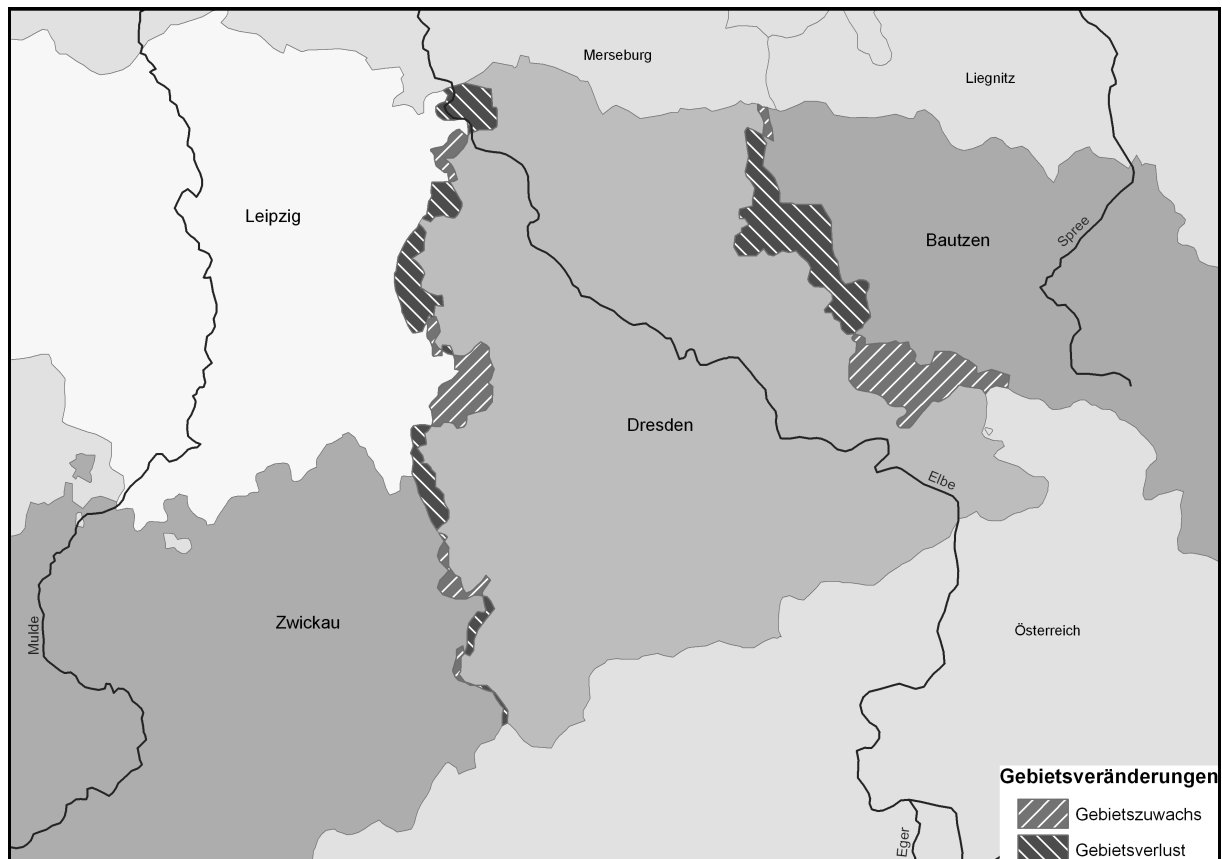 Merseburg
Liegnitz
Leipzig
Spree
Bautzen
Dresden
Elbe
Mulde
Zwickau
Österreich
Gebietsveränderungen
Gebietszuwachs
Gebietsverlust
Eger